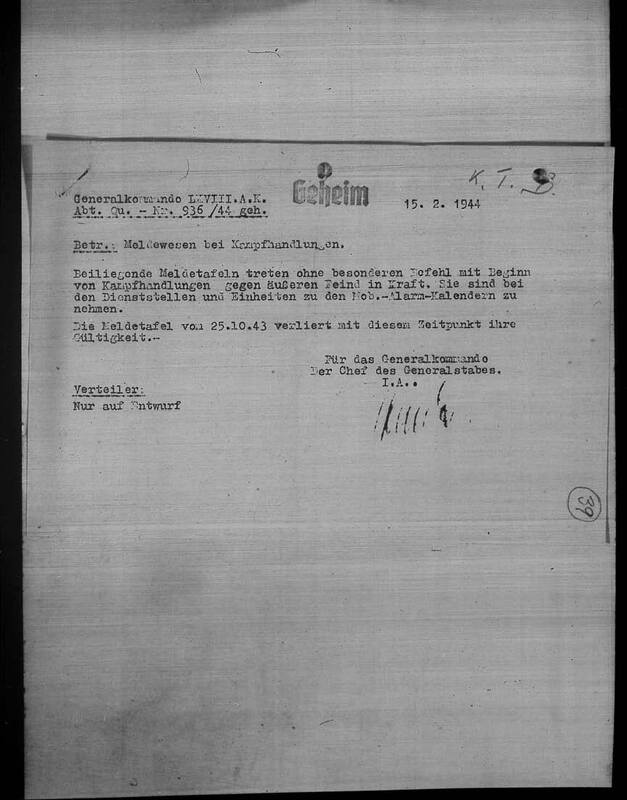 K. T. B.
Geheim
Generalkommando LXVIII.A.K.
Abt. Qu. - Nr. 936/44 geh.
15. 2. 1944
Betr.: Meldewesen bei Kampfhandlungen.
Beiliegende Meldetafeln treten ohne besonderen Befehl mit Beginn
von Kampfhandlungen gegen äußeren Feind in Kraft. Sie sind bei
den Dienststellen und Einheiten zu den Mob.-Alarm-Kalendern zu
nehmen.
Die Meldetafel vom 25.10.43 verliert mit diesem Zeitpunkt ihre
Gültigkeit.-
Für das Generalkommando
Der Chef des Generalstabes.
I.A.
Verteiler:
Nur auf Entwurf
39